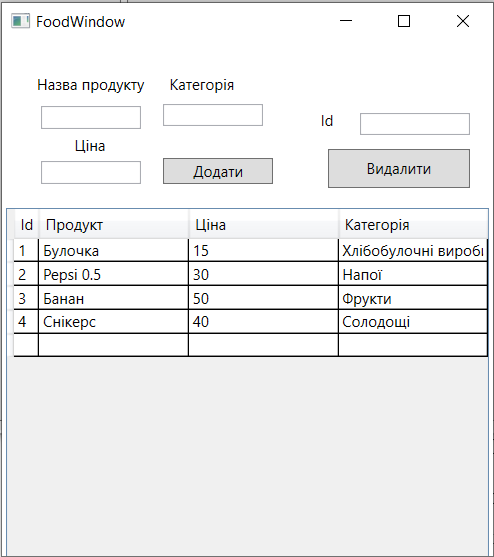 FoodWindow
Назва продукту Категорія
Id
Ціна
Додати
Видалити
Id Продукт Ціна Категорія
1 Булочка 15 Хлібобулочні вироби
2 Pepsi 0.5 30 Напої
3 Банан 50 Фрукти
4 Снікерс 40 Солодощі